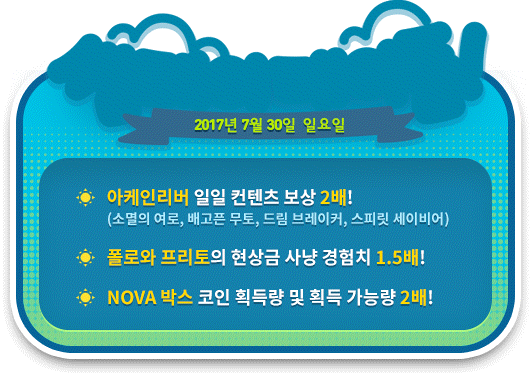 2017년 7월 30일 일요일
아케인리버 일일 컨텐츠 보상 2배!
(소멸의 여로, 배고픈 무토, 드림 브레이커, 스피릿 세이비어)
폴로와 프리토의 현상금 사냥 경험치 1.5배!
NOVA 박스 코인 획득량 및 획득 가능량 2배!